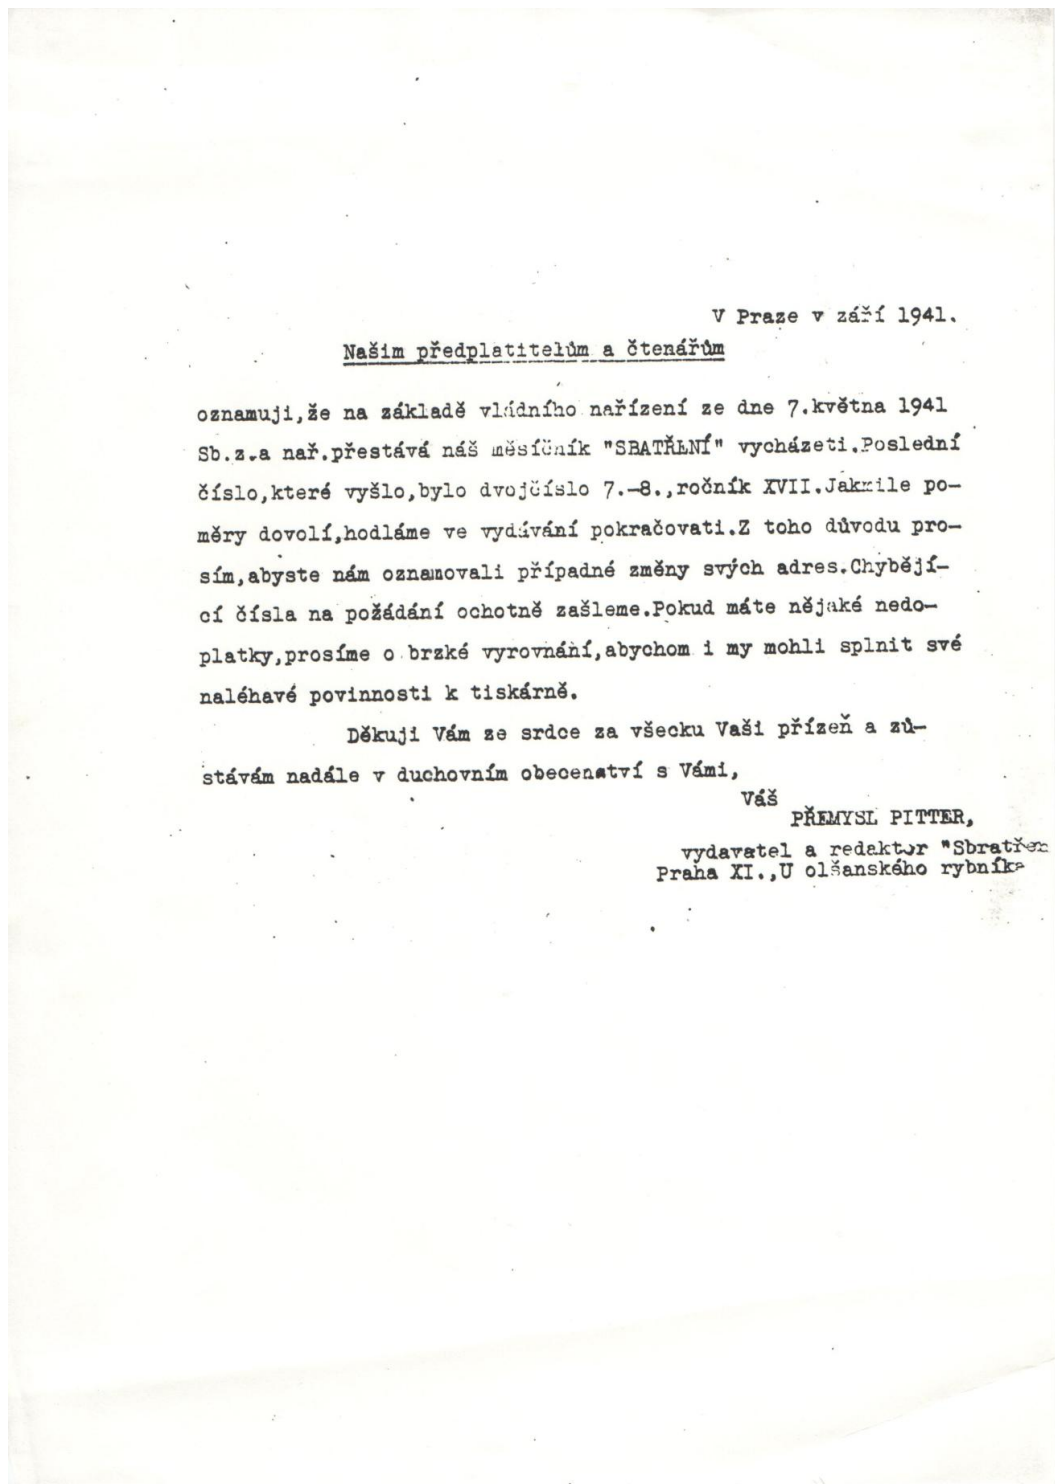 V Praze v září 1941.
Našim předplatitelům a čtenářům
oznamuji,že na základě vládního nařízení ze dne 7.května 1941
Sb.z.a nař.přestává náš měsíčník "SBATŘLNÍ" vycházeti.Poslední
číslo,které vyšlo,bylo dvojčíslo 7.-8.,ročník XVII.Jakmile po-
měry dovolí,hodláme ve vydávání pokračovati.Z toho důvodu pro-
sím,abyste nám oznamovali případné změny svých adres.Chybějí-
cí čísla na požádání ochotně zašleme.Pokud máte nějaké nedo-
platky,prosíme o brzké vyrovnání,abychom i my mohli splnit své
naléhavé povinnosti k tiskárně.
Děkuji Vám ze srdce za všecku Vaši přízeň a zů-
stávám nadále v duchovním obecenství s Vámi,
Váš
PŘEMYSL PITTER,
vydavatel a redaktor
Praha XI.,U olšanského